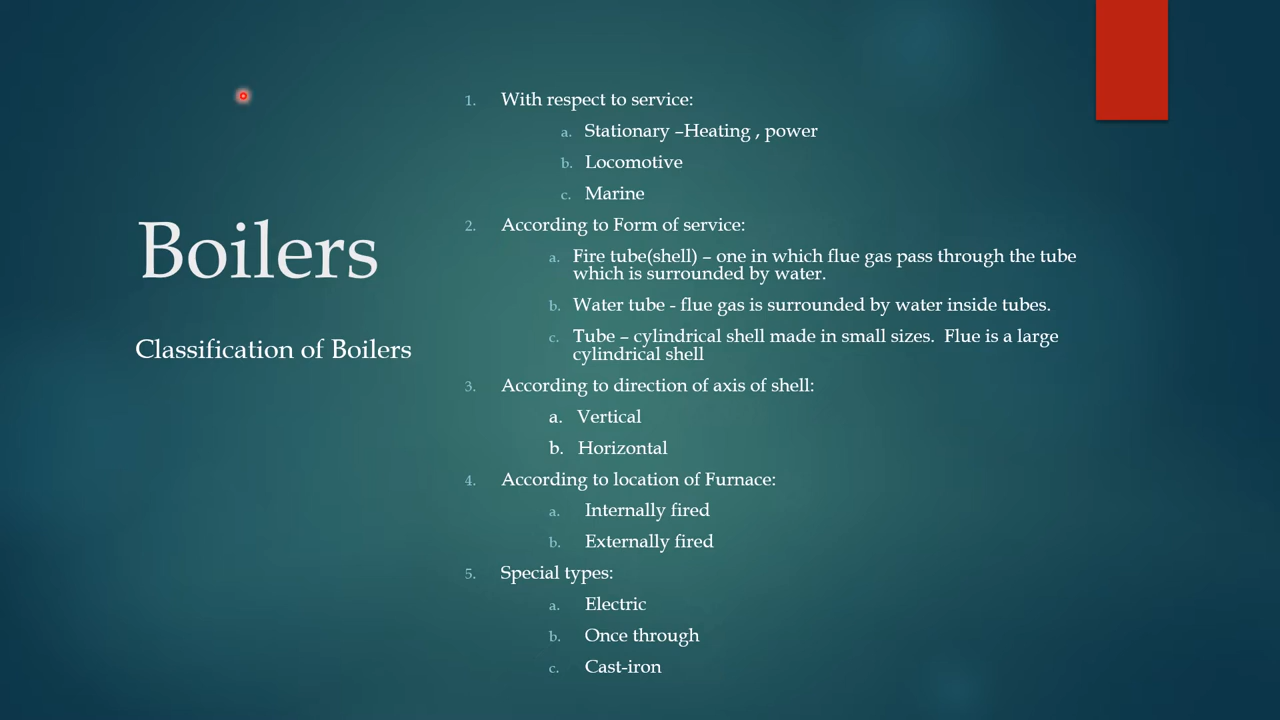 Boilers
Classification of Boilers
1. With respect to service:
a. Stationary –Heating , power
b. Locomotive
c. Marine
2. According to Form of service:
a. Fire tube(shell) – one in which flue gas pass through the tube
which is surrounded by water.
b. Water tube - flue gas is surrounded by water inside tubes.
c. Tube – cylindrical shell made in small sizes.  Flue is a large
cylindrical shell
3. According to direction of axis of shell:
a. Vertical
b. Horizontal
4. According to location of Furnace:
a. Internally fired
b. Externally fired
5. Special types:
a. Electric
b. Once through
c. Cast-iron